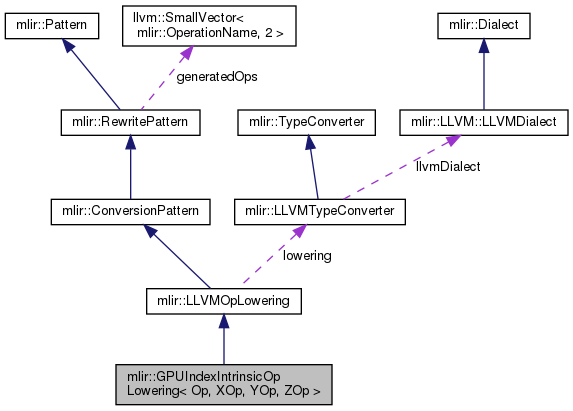 mlir::Pattern
llvm::SmallVector<
mlir::OperationName, 2 >
mlir::Dialect
generatedOps
mlir::RewritePattern
mlir::TypeConverter
mlir::LLVM::LLVMDialect
llvmDialect
mlir::ConversionPattern
mlir::LLVMTypeConverter
lowering
mlir::LLVMOpLowering
mlir::GPUIndexIntrinsicOp
Lowering< Op, XOp, YOp, ZOp >